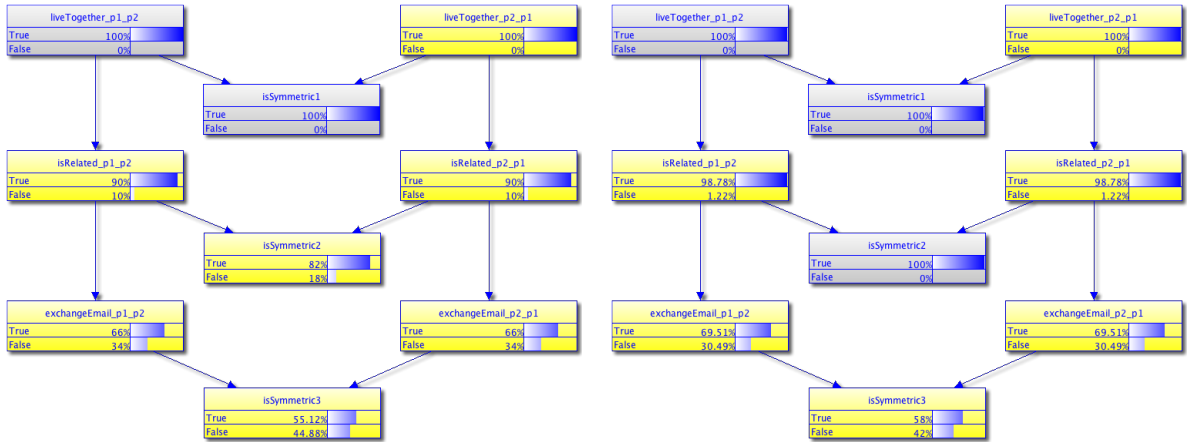 liveTogether_p1_p2
True 100%
False 0%
liveTogether_p2_p1
True 100%
False 0%
isSymmetric1
True 100%
False 0%
isRelated_p1_p2
True 90%
False 10%
isRelated_p2_p1
True 90%
False 10%
isSymmetric2
True 82%
False 18%
exchangeEmail_p1_p2
True 66%
False 34%
exchangeEmail_p2_p1
True 66%
False 34%
isSymmetric3
True 55.12%
False 44.88%
liveTogether_p1_p2
True 100%
False 0%
liveTogether_p2_p1
True 100%
False 0%
isSymmetric1
True 100%
False 0%
isRelated_p1_p2
True 98.78%
False 1.22%
isRelated_p2_p1
True 98.78%
False 1.22%
isSymmetric2
True 100%
False 0%
exchangeEmail_p1_p2
True 69.51%
False 30.49%
exchangeEmail_p2_p1
True 69.51%
False 30.49%
isSymmetric3
True 58%
False 42%